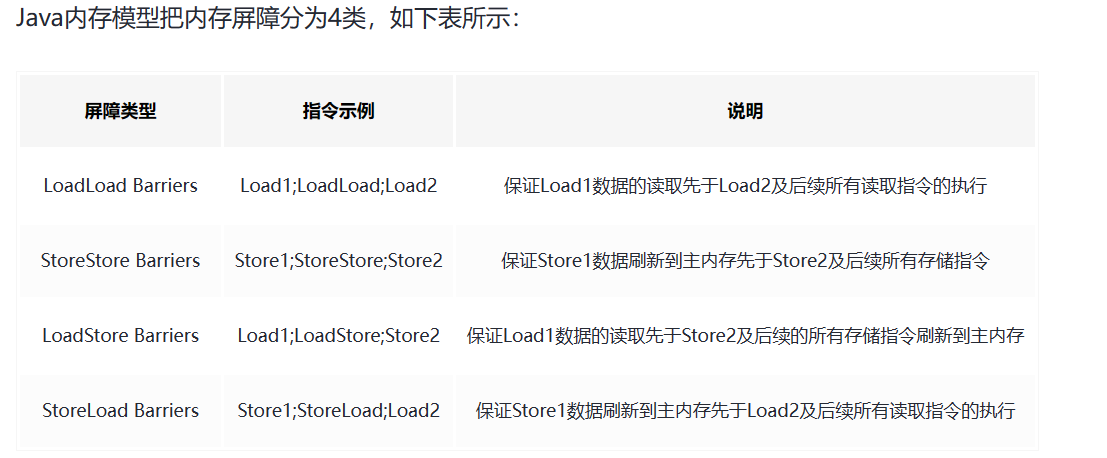 Java内存模型把内存屏障分为4类，如下表所示：
屏障类型 指令示例 说明
LoadLoad Barriers Load1;LoadLoad;Load2 保证Load1数据的读取先于Load2及后续所有读取指令的执行
StoreStore Barriers Store1;StoreStore;Store2 保证Store1数据刷新到主内存先于Store2及后续所有存储指令
LoadStore Barriers Load1;LoadStore;Store2 保证Load1数据的读取先于Store2及后续的所有存储指令刷新到主内存
StoreLoad Barriers Store1;StoreLoad;Load2 保证Store1数据刷新到主内存先于Load2及后续所有读取指令的执行